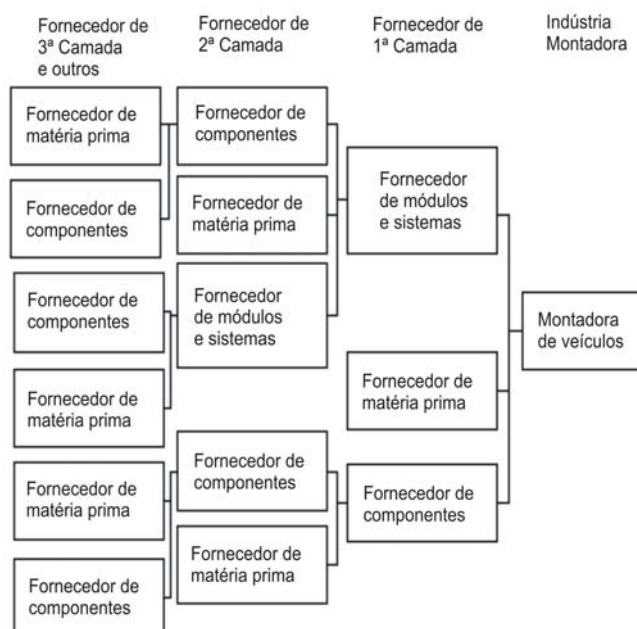 Fornecedor de
3ª Camada
e outros
Fornecedor de
2ª Camada
Fornecedor de
1ª Camada
Indústria
Montadora
Fornecedor de
matéria prima
Fornecedor de
componentes
Fornecedor de
componentes
Fornecedor de
matéria prima
Fornecedor de
matéria prima
Fornecedor de
componentes
Fornecedor de
componentes
Fornecedor de
matéria prima
Fornecedor
de módulos
e sistemas
Fornecedor de
componentes
Fornecedor de
matéria prima
Fornecedor
de módulos
e sistemas
Fornecedor de
matéria prima
Fornecedor de
componentes
Montadora
de veículos